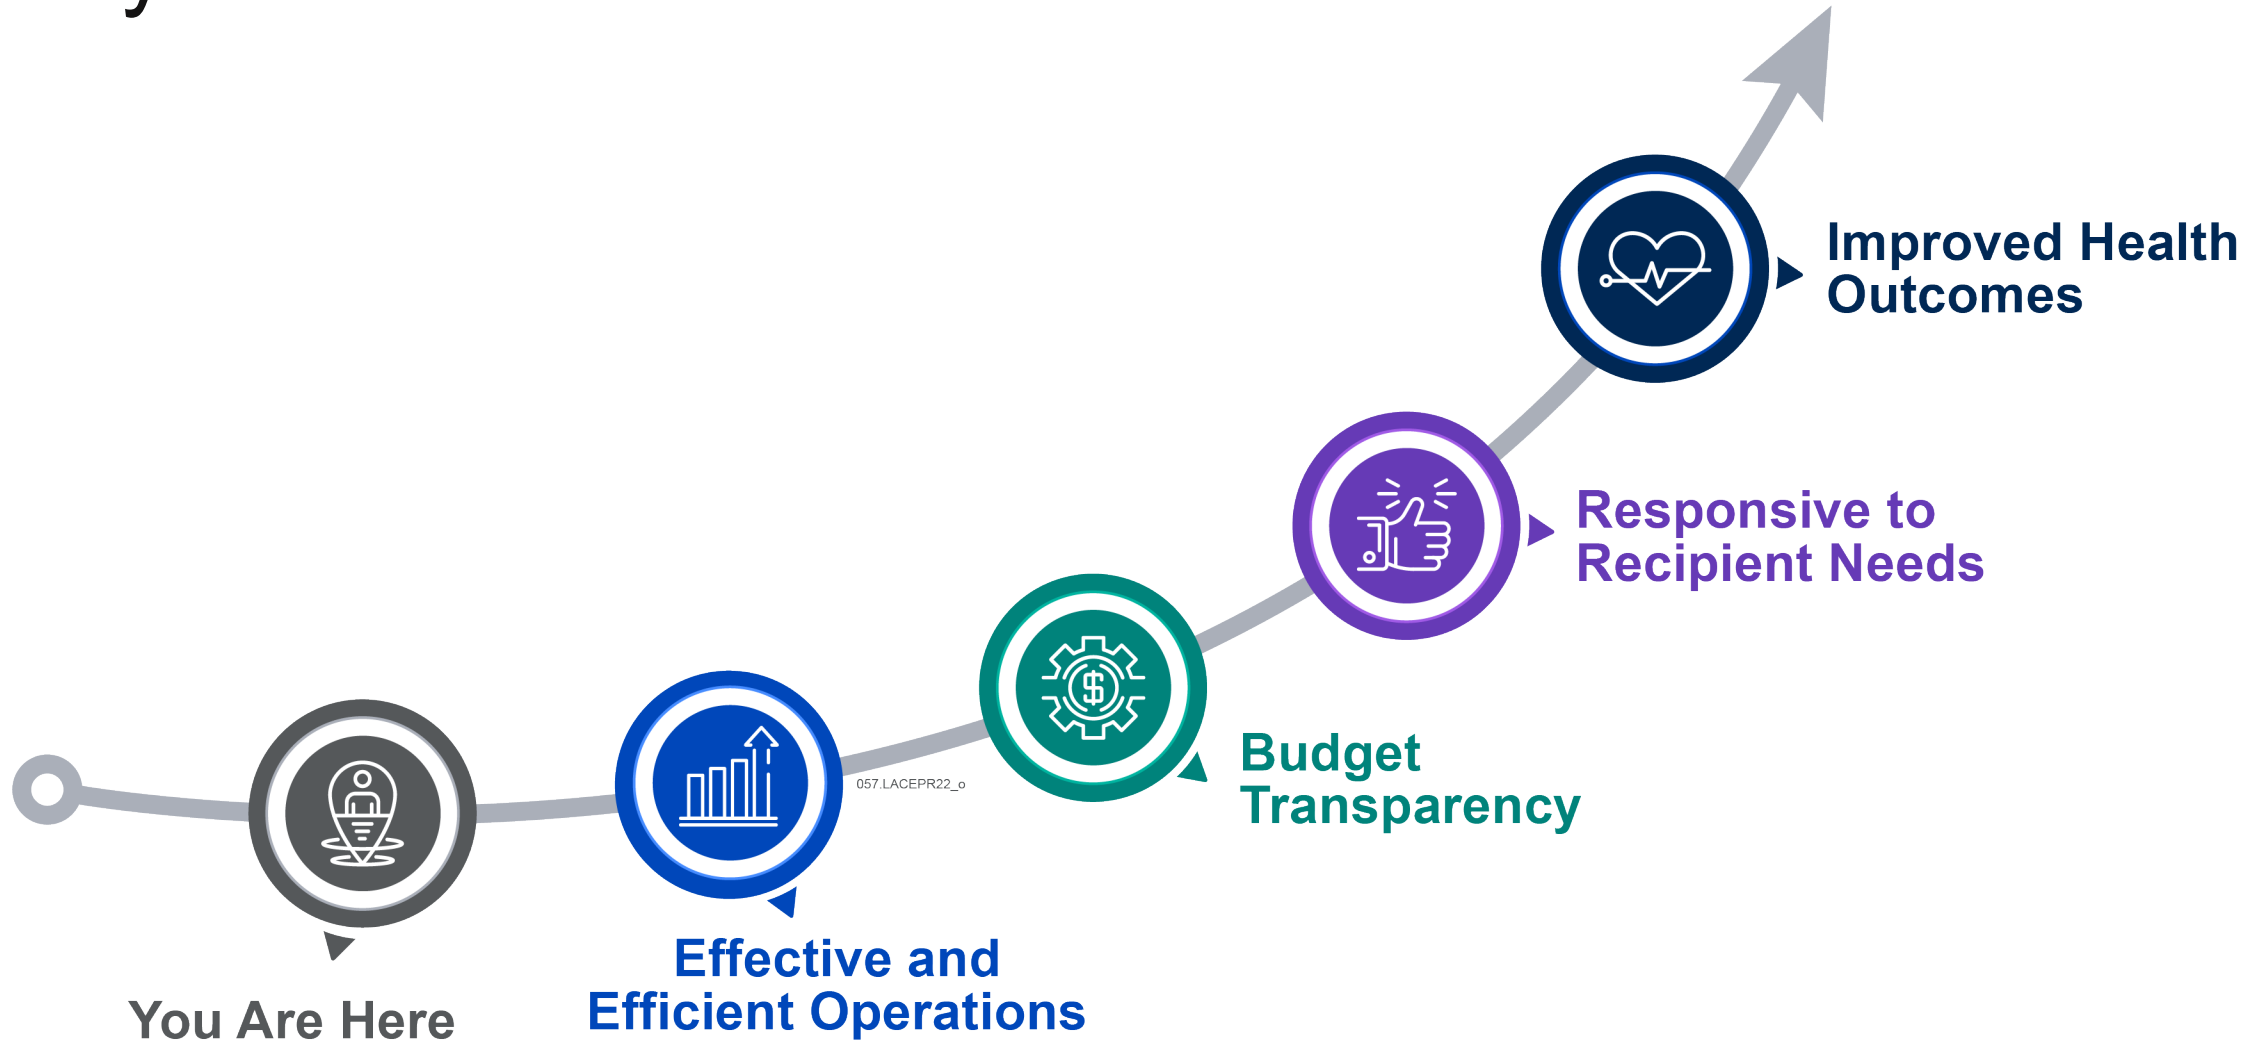 You Are Here
Effective and
Efficient Operations
057.LACEPR22_o
Budget
Transparency
Responsive to
Recipient Needs
Improved Health
Outcomes
$